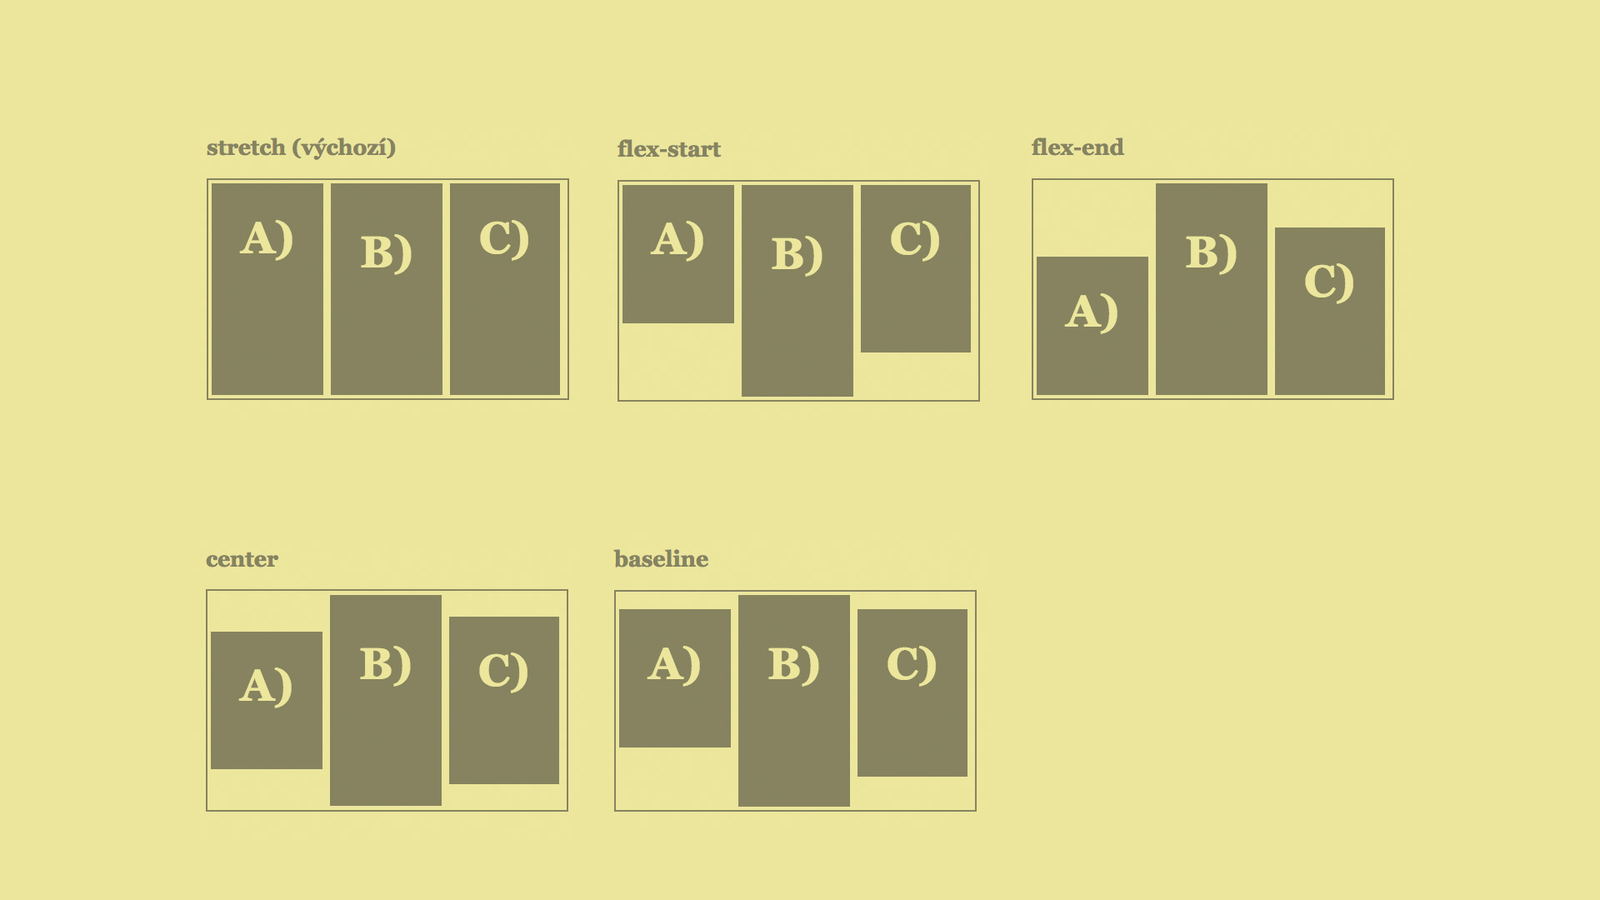 stretch (výchozí)
A) B) C)
flex-start
A) B) C)
flex-end
A) B) C)
center
A) B) C)
baseline
A) B) C)